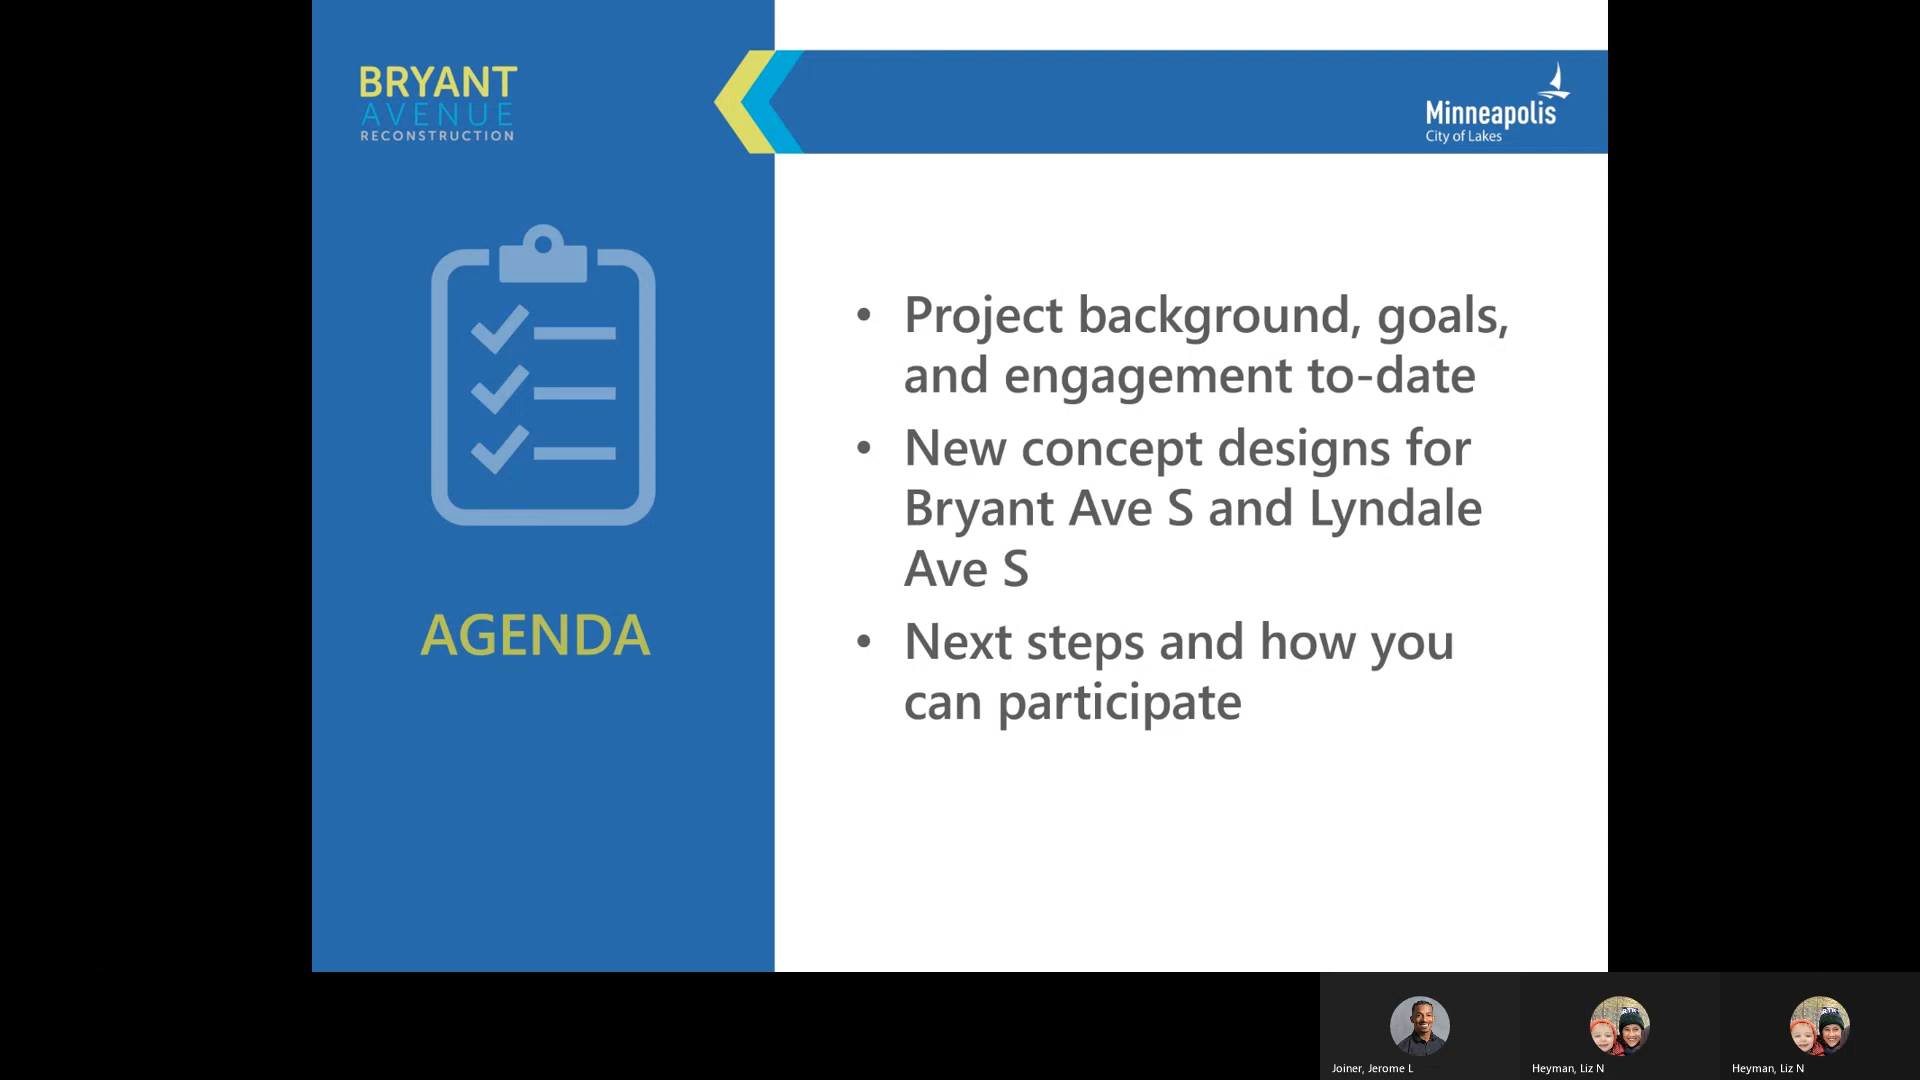 BRYANT
AVENUE
RECONSTRUCTION
Minneapolis
City of Lakes
AGENDA
• Project background, goals,
and engagement to-date
• New concept designs for
Bryant Ave S and Lyndale
Ave S
• Next steps and how you
can participate
Joiner, Jerome L
Heyman, Liz N
Heyman, Liz N